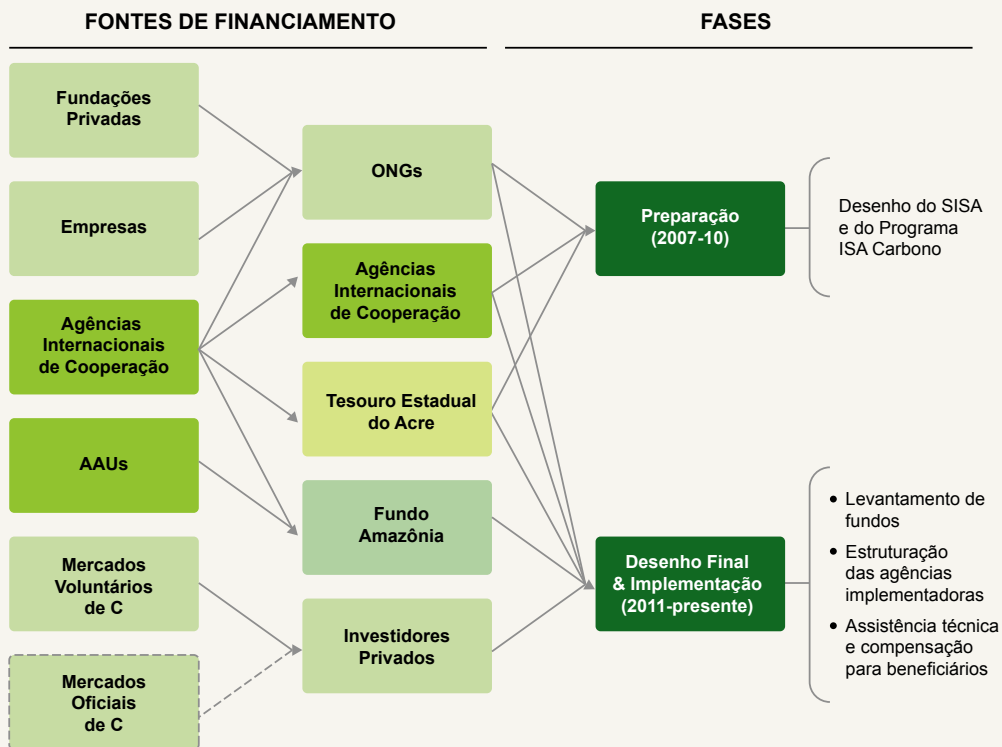 FONTES DE FINANCIAMENTO
FASES
Fundações
Privadas
Empresas
Agências
Internacionais
de Cooperação
AAUs
Mercados
Voluntários
de C
Mercados
Oficiais
de C
ONGs
Agências
Internacionais
de Cooperação
Tesouro Estadual
do Acre
Fundo
Amazônia
Investidores
Privados
Preparação
(2007-10)
Desenho do SISA
e do Programa
ISA Carbono
Desenho Final
& Implementação
(2011-presente)
• Levantamento de
fundos
• Estruturação
das agências
implementadoras
• Assistência técnica
e compensação
para beneficiários